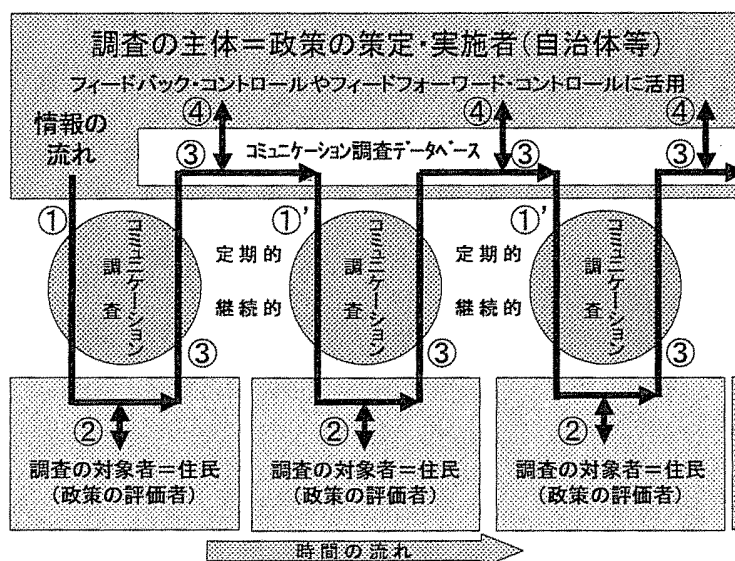 調査の主体＝政策の策定・実施者(自治体等)
フィードバック・コントロールやフィードフォーワード・コントロールに活用
情報の
流れ
④
④
④
コミュニケーション調査データベース
③
③
③
①
①’
①’
コミュニケーション
調査
定期的
継続的
コミュニケーション
調査
定期的
継続的
コミュニケーション
調査
③
③
③
②
②
②
調査の対象者＝住民
(政策の評価者)
調査の対象者＝住民
(政策の評価者)
調査の対象者＝住民
(政策の評価者)
時間の流れ